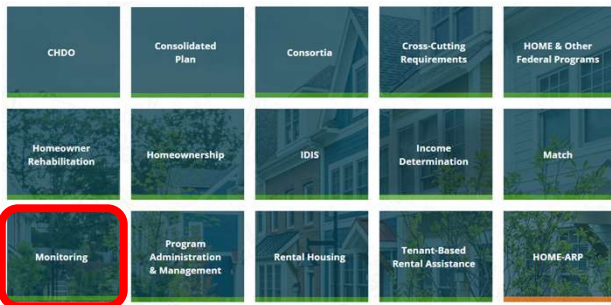 CHDO
Consolidated
Plan
Consortia
Cross-Cutting
Requirements
HOME & Other
Federal Programs
Homeowner
Rehabilitation
Homeownership
IDIS
Income
Determination
Match
Monitoring
Program
Administration
& Management
Rental Housing
Tenant-Based
Rental Assistance
HOME-ARP